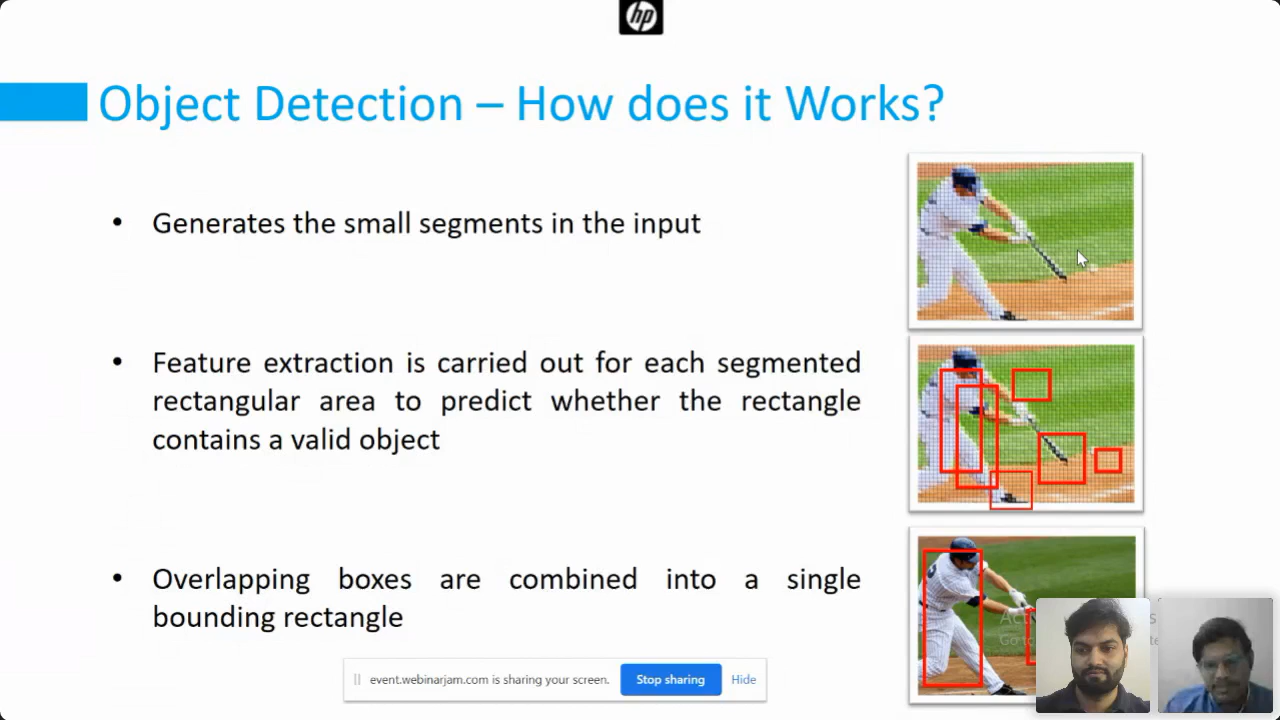 hp
Object Detection – How does it Works?
• Generates the small segments in the input
• Feature extraction is carried out for each segmented
rectangular area to predict whether the rectangle
contains a valid object
• Overlapping boxes are combined into a single
bounding rectangle
event.webinarjam.com is sharing your screen.
Stop sharing
Hide